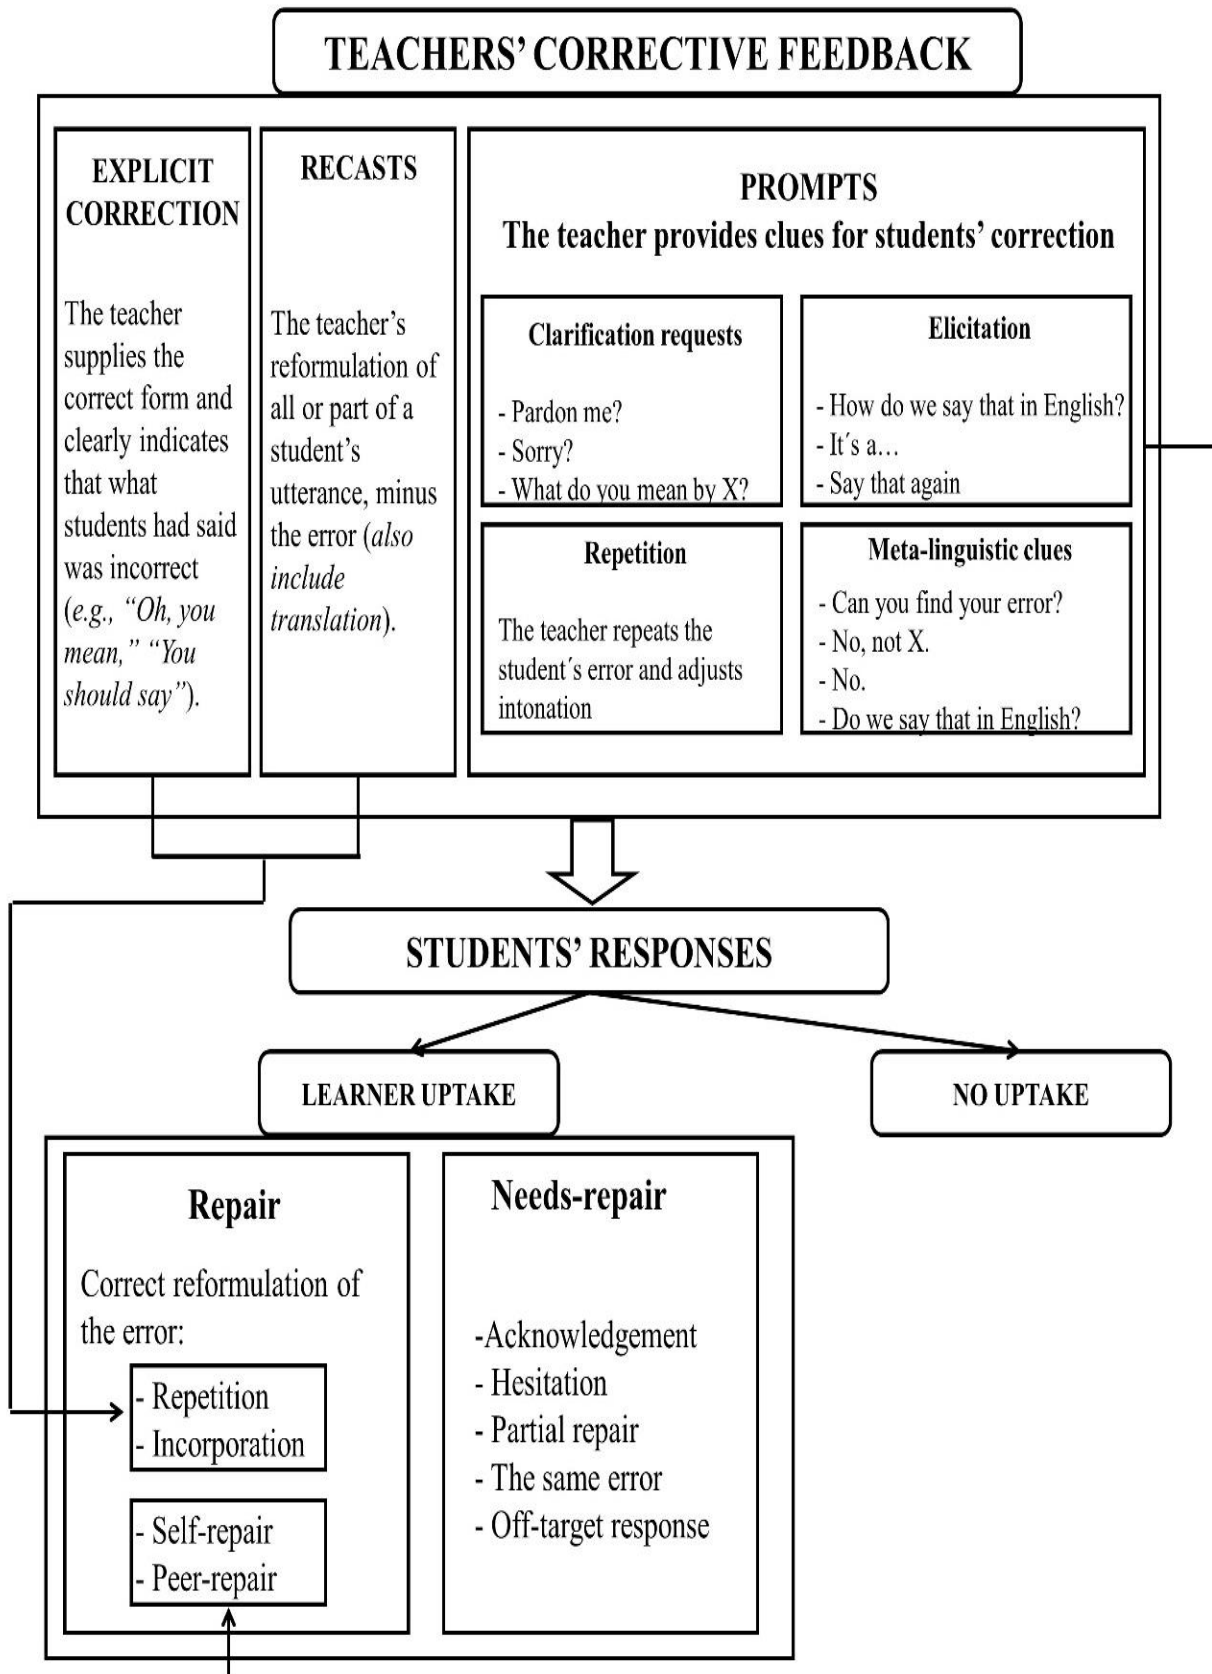 TEACHERS’ CORRECTIVE FEEDBACK
EXPLICIT
CORRECTION
The teacher
supplies the
correct form and
clearly indicates
that what
students had said
was incorrect
(e.g., “Oh, you
mean,” “You
should say”).
RECASTS
The teacher’s
reformulation of
all or part of a
student’s
utterance, minus
the error (also
include
translation).
PROMPTS
The teacher provides clues for students’ correction
Clarification requests
- Pardon me?
- Sorry?
- What do you mean by X?
Elicitation
- How do we say that in English?
- It´s a…
- Say that again
Repetition
The teacher repeats the
student´s error and adjusts
intonation
Meta-linguistic clues
- Can you find your error?
- No, not X.
- No.
- Do we say that in English?
STUDENTS’ RESPONSES
LEARNER UPTAKE
NO UPTAKE
Repair
Correct reformulation of
the error:
- Repetition
- Incorporation
- Self-repair
- Peer-repair
Needs-repair
-Acknowledgement
- Hesitation
- Partial repair
- The same error
- Off-target response